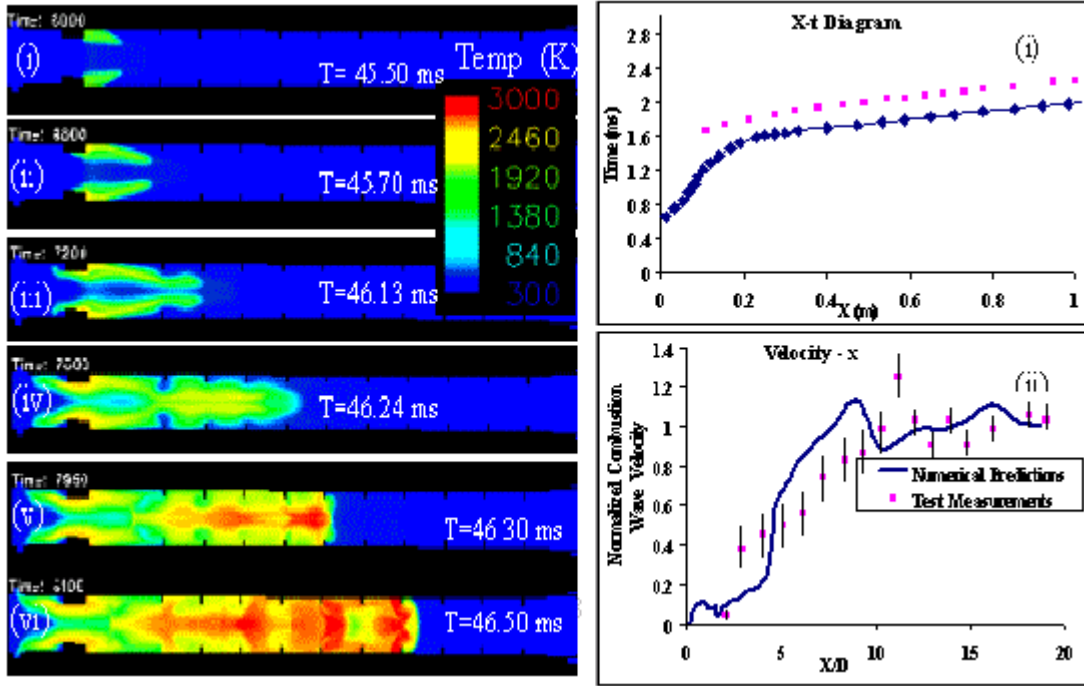 Time: 6000
(i)
T= 45.50 ms
Temp (K)
3000
2460
1920
1380
840
300
Time: 6800
(ii)
T=45.70 ms
Time: 7200
(iii)
T=46.13 ms
(iv)
T=46.24 ms
Time: 7950
(v)
T=46.30 ms
(vi)
T=46.50 ms
X-t Diagram
(i)
2.8
2.4
2
1.6
1.2
0.8
0.4
0
Time (ms)
0 0.2 0.4 0.6 0.8 1
X (m)
Velocity - x
(ii)
1.4
1.2
1
0.8
0.6
0.4
0.2
0
Normalized Combustion
Wave Velocity
Numerical Predictions
Test Measurements
0 5 10 15 20
X/D